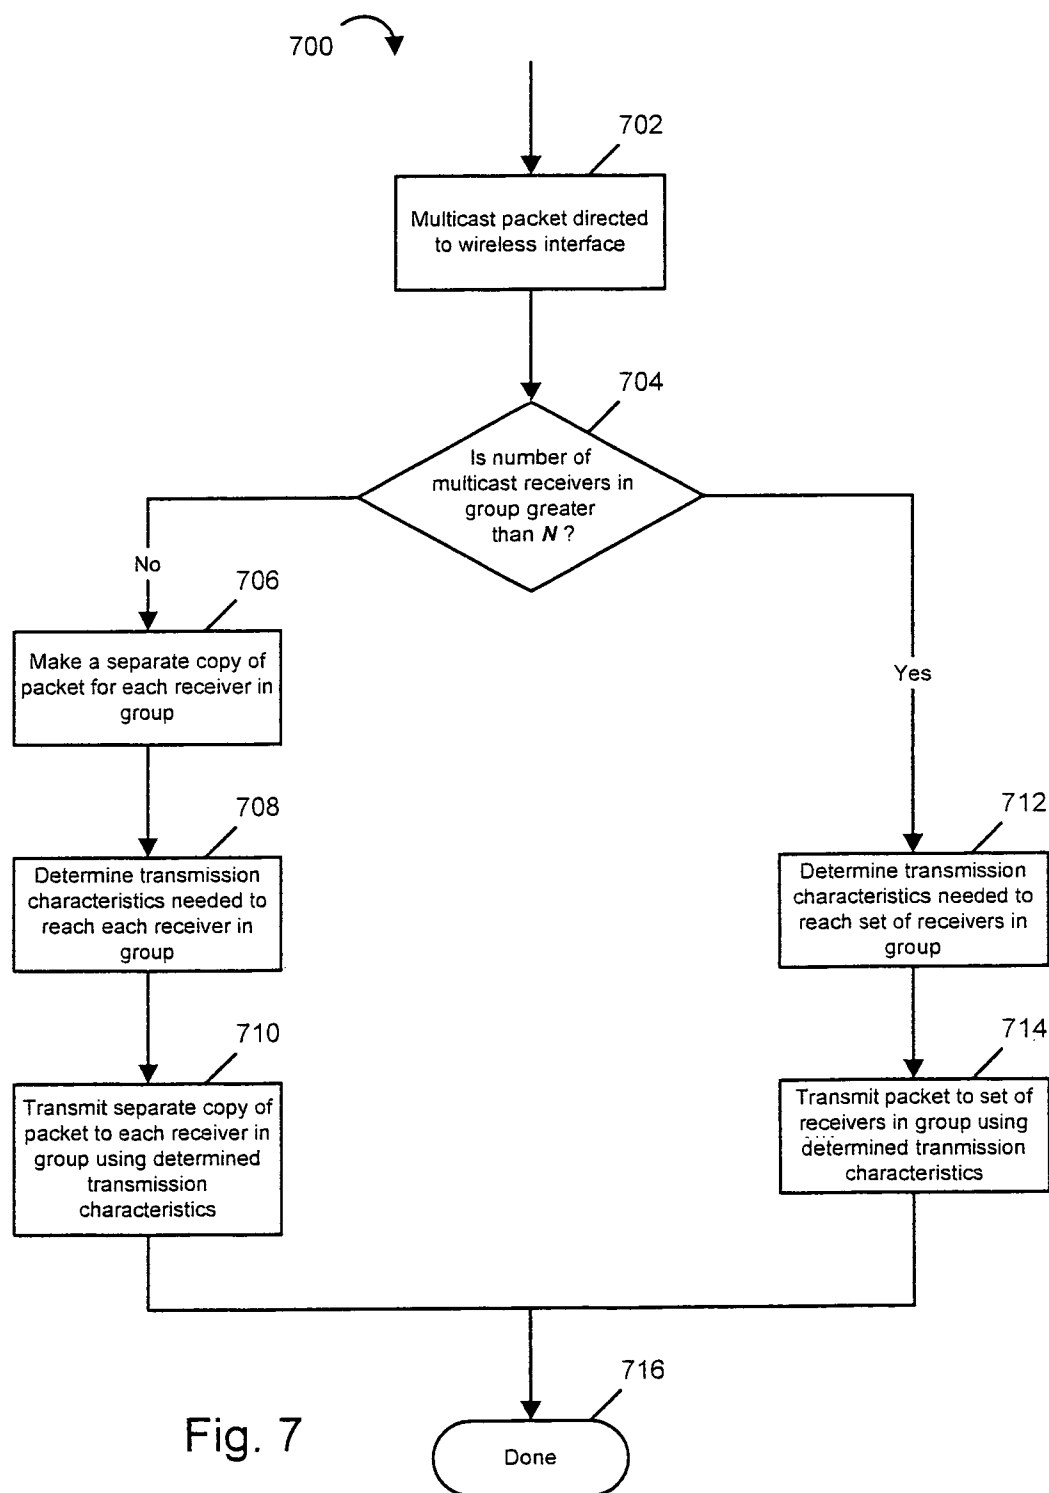 700
702
Multicast packet directed
to wireless interface
704
Is number of
multicast receivers in
group greater
than N ?
No
Yes
706
Make a separate copy of
packet for each receiver in
group
708
Determine transmission
characteristics needed to
reach each receiver in
group
712
Determine transmission
characteristics needed to
reach set of receivers in
group
710
Transmit separate copy of
packet to each receiver in
group using determined
transmission
characteristics
714
Transmit packet to set of
receivers in group using
determined tranmission
characteristics
716
Done
Fig. 7